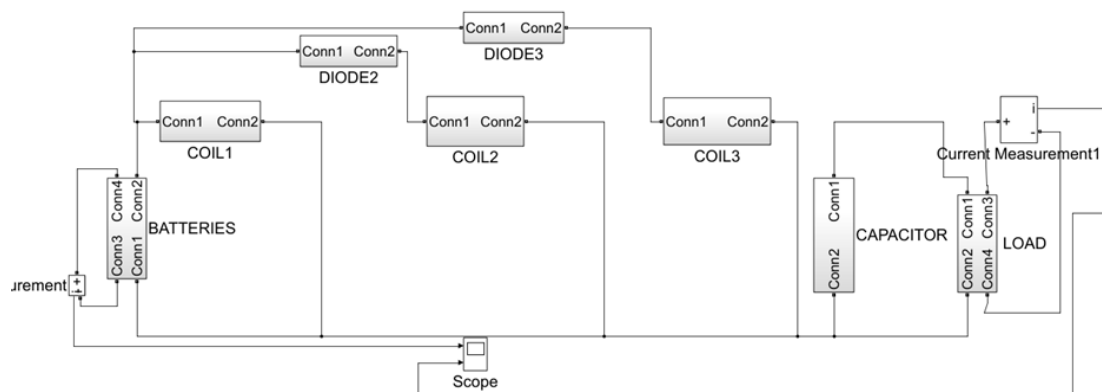 Conn1 Conn2
DIODE3
Conn1 Conn2
DIODE2
Conn1 Conn2
COIL1
Conn1 Conn2
COIL2
Conn1 Conn2
COIL3
i
+
-
Current Measurement1
Conn4
Conn2
Conn3
Conn1
BATTERIES
Conn1
Conn2
CAPACITOR
Conn1
Conn3
Conn2
Conn4
LOAD
urement
+
-
Scope